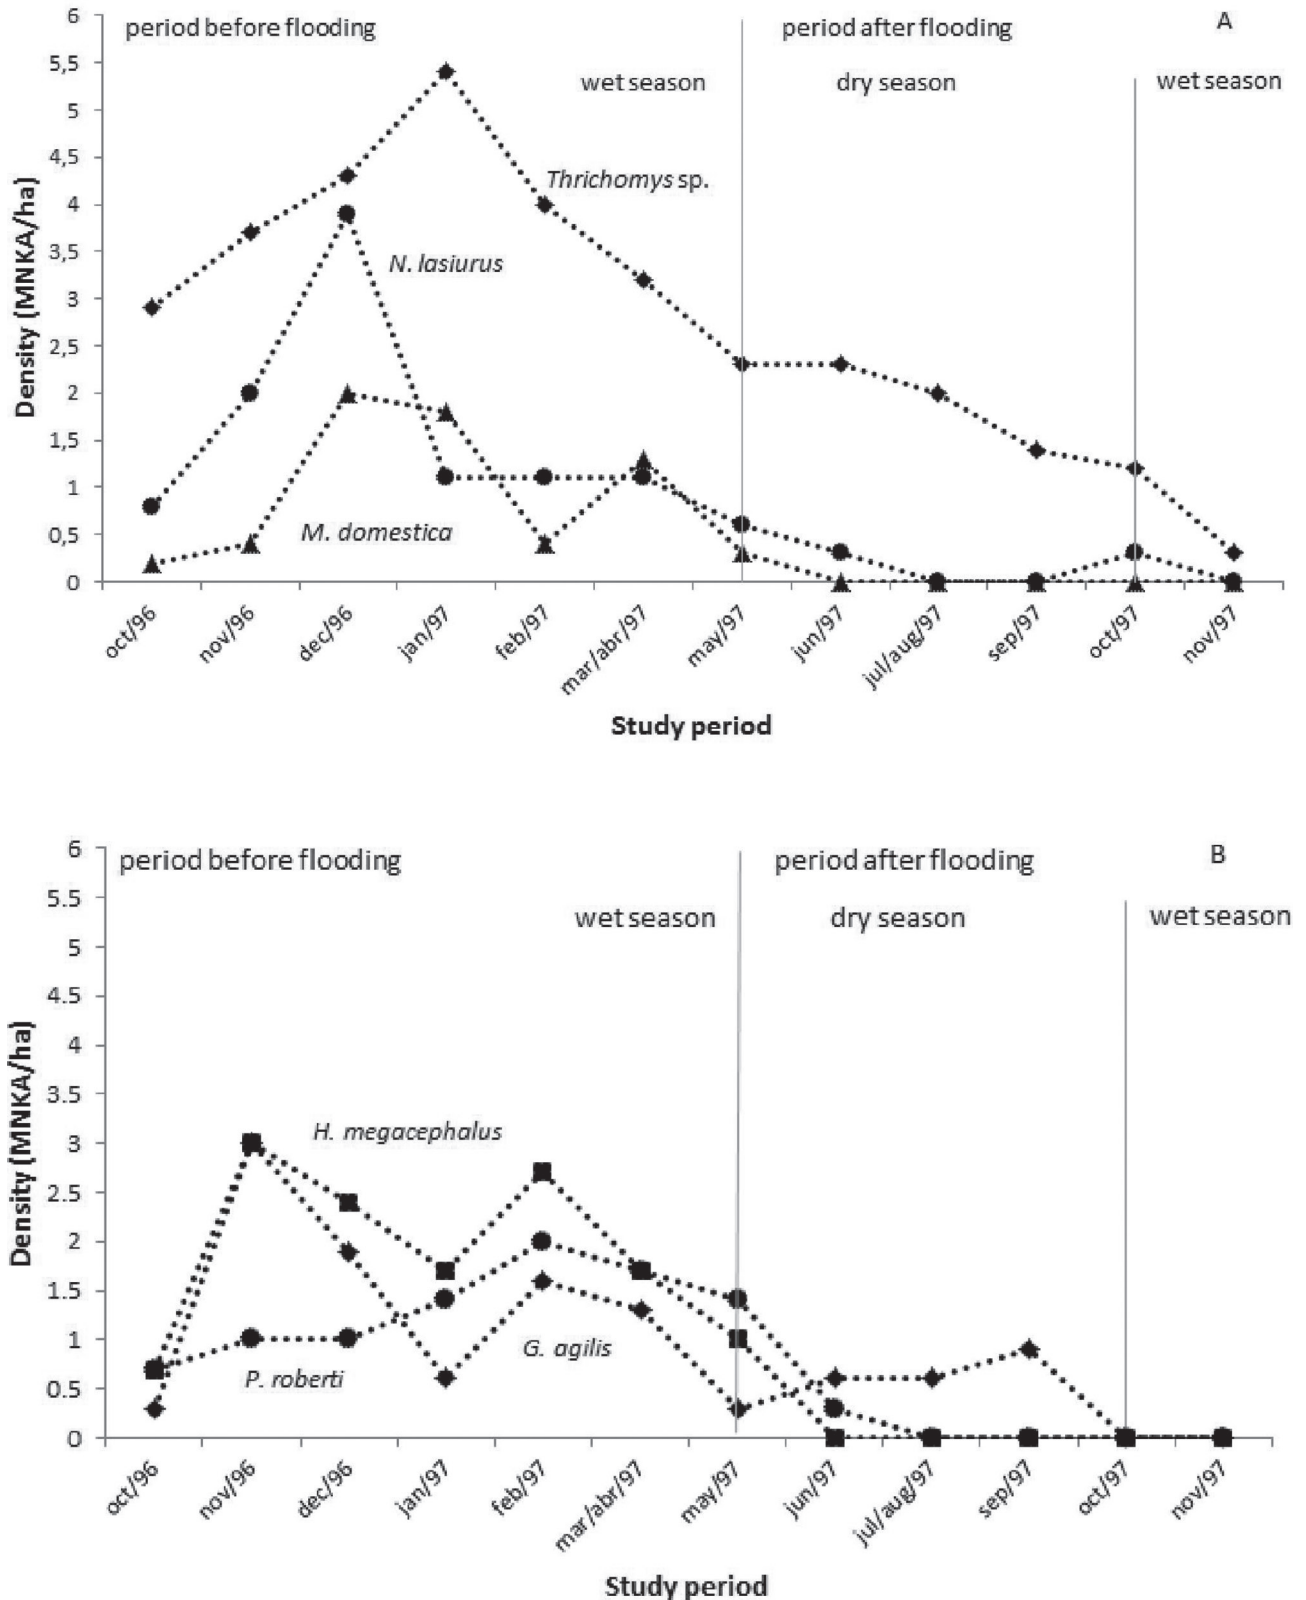 6
period before flooding
period after flooding
A
5,5
wet season
dry season
wet season
5
4,5
Thrichomys sp.
4
3,5
N. lasiurus
3
Density (MNKA/ha)
2,5
2
1,5
1
M. domestica
0,5
0
oct/96
nov/96
dec/96
jan/97
feb/97
mar/abr/97
may/97
jun/97
jul/aug/97
sep/97
oct/97
nov/97
Study period
6
period before flooding
period after flooding
B
5.5
wet season
dry season
wet season
5
4.5
4
3.5
H. megacephalus
3
Density (MNKA/ha)
2.5
2
1.5
1
G. agilis
P. roberti
0.5
0
oct/96
nov/96
dec/96
jan/97
feb/97
mar/abr/97
may/97
jun/97
jul/aug/97
sep/97
oct/97
nov/97
Study period